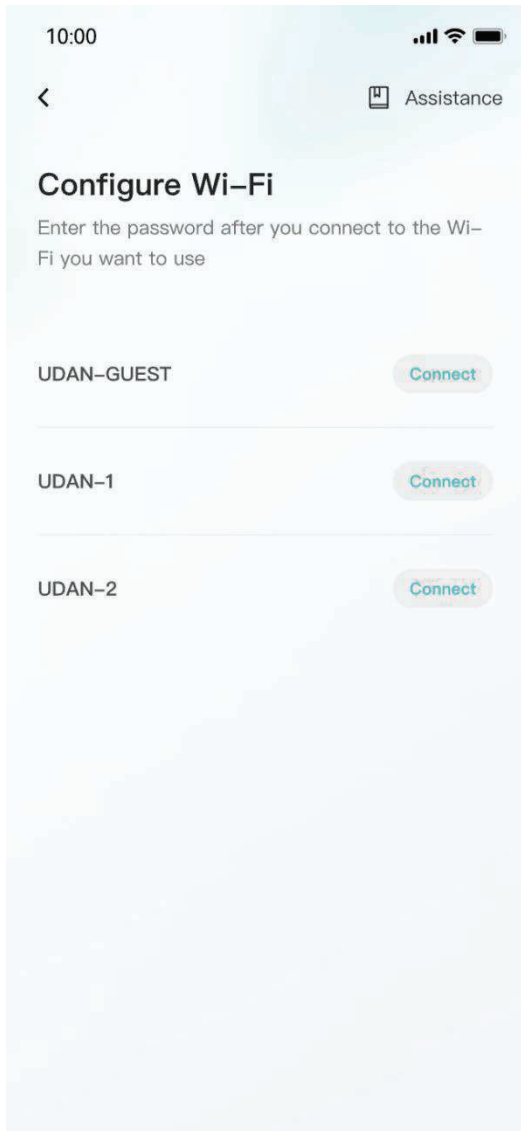 10:00
Assistance
Configure Wi–Fi
Enter the password after you connect to the Wi–
Fi you want to use
UDAN–GUEST
Connect
UDAN–1
Connect
UDAN–2
Connect